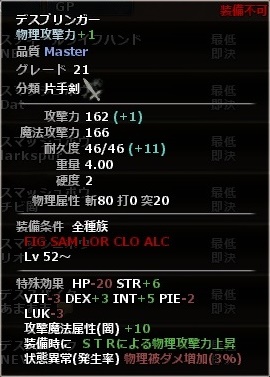 GP
装備不可
デスブリンガー
物理攻撃力+1
品質 Master
グレード 21
分類 片手剣
攻撃力 162 (+1)
魔法攻撃力 166
耐久度 46/46 (+11)
重量 4.00
硬度 2
物理属性 斬80 打0 突20
装備条件 全種族
FIG SAM LOR CLO ALC
Lv 52～
特殊効果 HP-20 STR+6
VIT-3 DEX+3 INT+5 PIE-2
LUK-3
攻撃魔法属性(闇) +10
装備時に ＳＴＲによる物理攻撃力上昇
状態異常(発生率) 物理被ダメ増加(3%)